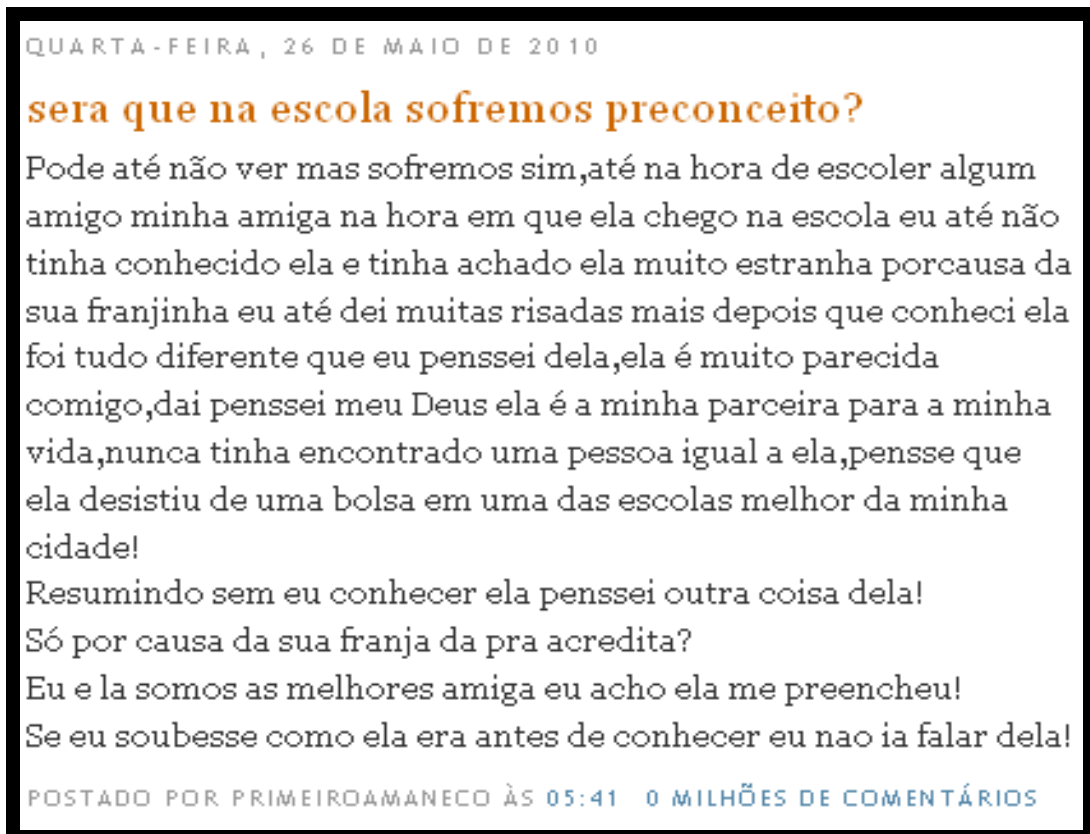 QUARTA-FEIRA, 26 DE MAIO DE 2010
sera que na escola sofremos preconceito?
Pode até não ver mas sofremos sim,até na hora de escoler algum
amigo minha amiga na hora em que ela chego na escola eu até não
tinha conhecido ela e tinha achado ela muito estranha porcausa da
sua franjinha eu até dei muitas risadas mais depois que conheci ela
foi tudo diferente que eu penssei dela,ela é muito parecida
comigo,dai penssei meu Deus ela é a minha parceira para a minha
vida,nunca tinha encontrado uma pessoa igual a ela,pensse que
ela desistiu de uma bolsa em uma das escolas melhor da minha
cidade!
Resumindo sem eu conhecer ela penssei outra coisa dela!
Só por causa da sua franja da pra acredita?
Eu e la somos as melhores amiga eu acho ela me preencheu!
Se eu soubesse como ela era antes de conhecer eu nao ia falar dela!
POSTADO POR PRIMEIROAMANECO ÀS 05:41 0 MILHÕES DE COMENTÁRIOS